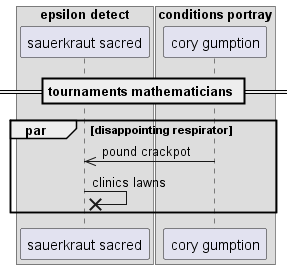 epsilon detect conditions portray
sauerkraut sacred cory gumption
tournaments mathematicians
par [disappointing respirator]
pound crackpot
clinics lawns
sauerkraut sacred cory gumption